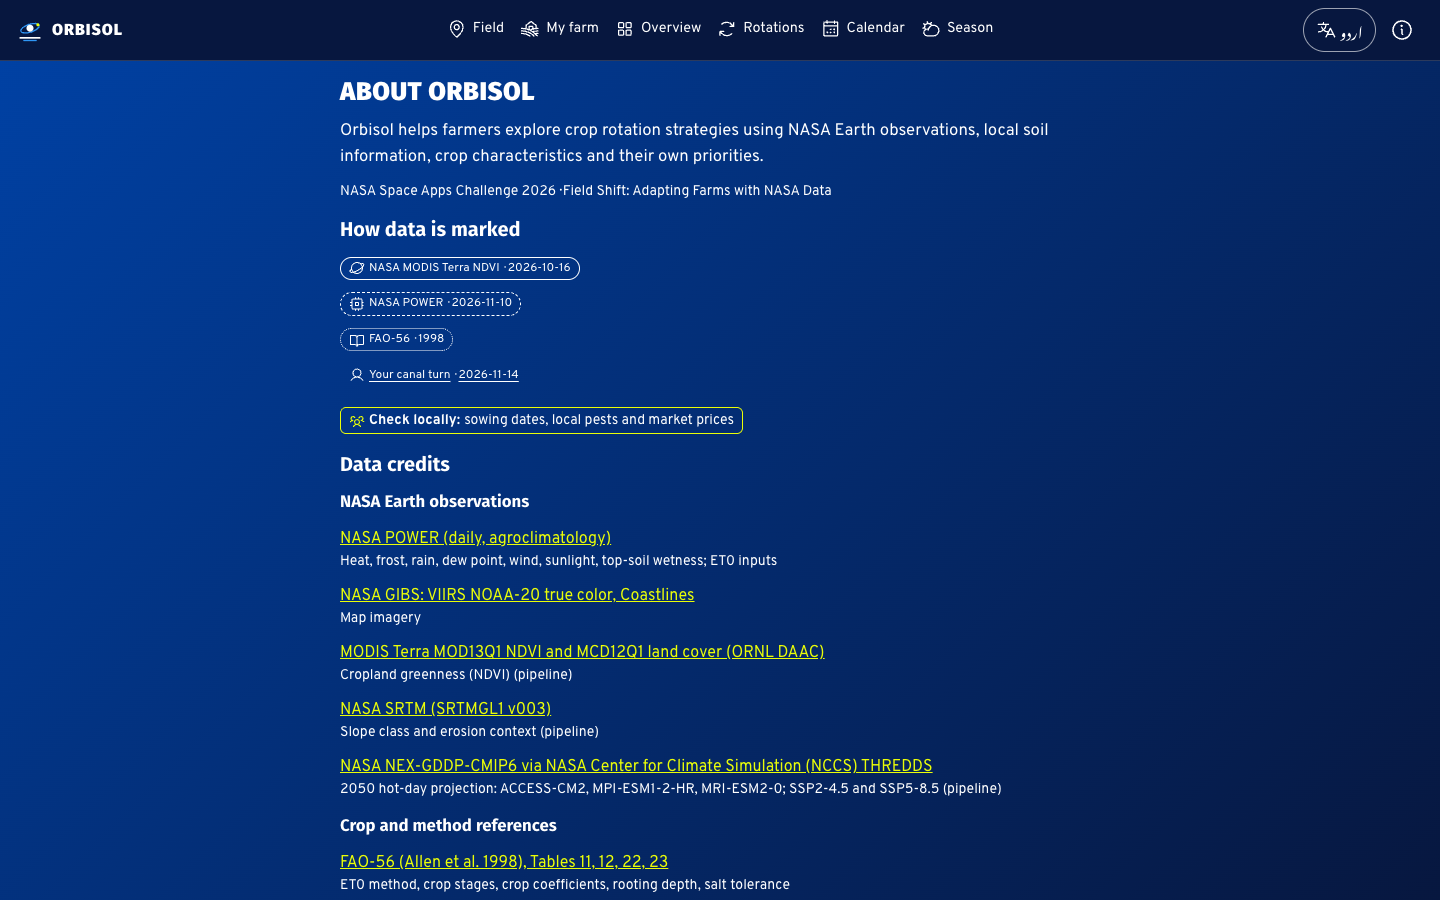 ORBISOL
Field
My farm
Overview
Rotations
Calendar
Season
اردو
ABOUT ORBISOL
Orbisol helps farmers explore crop rotation strategies using NASA Earth observations, local soil
information, crop characteristics and their own priorities.
NASA Space Apps Challenge 2026 · Field Shift: Adapting Farms with NASA Data
How data is marked
NASA MODIS Terra NDVI · 2026-10-16
NASA POWER · 2026-11-10
FAO-56 · 1998
Your canal turn · 2026-11-14
Check locally: sowing dates, local pests and market prices
Data credits
NASA Earth observations
NASA POWER (daily, agroclimatology)
Heat, frost, rain, dew point, wind, sunlight, top-soil wetness; ET0 inputs
NASA GIBS: VIIRS NOAA-20 true color, Coastlines
Map imagery
MODIS Terra MOD13Q1 NDVI and MCD12Q1 land cover (ORNL DAAC)
Cropland greenness (NDVI) (pipeline)
NASA SRTM (SRTMGL1 v003)
Slope class and erosion context (pipeline)
NASA NEX-GDDP-CMIP6 via NASA Center for Climate Simulation (NCCS) THREDDS
2050 hot-day projection: ACCESS-CM2, MPI-ESM1-2-HR, MRI-ESM2-0; SSP2-4.5 and SSP5-8.5 (pipeline)
Crop and method references
FAO-56 (Allen et al. 1998), Tables 11, 12, 22, 23
ET0 method, crop stages, crop coefficients, rooting depth, salt tolerance